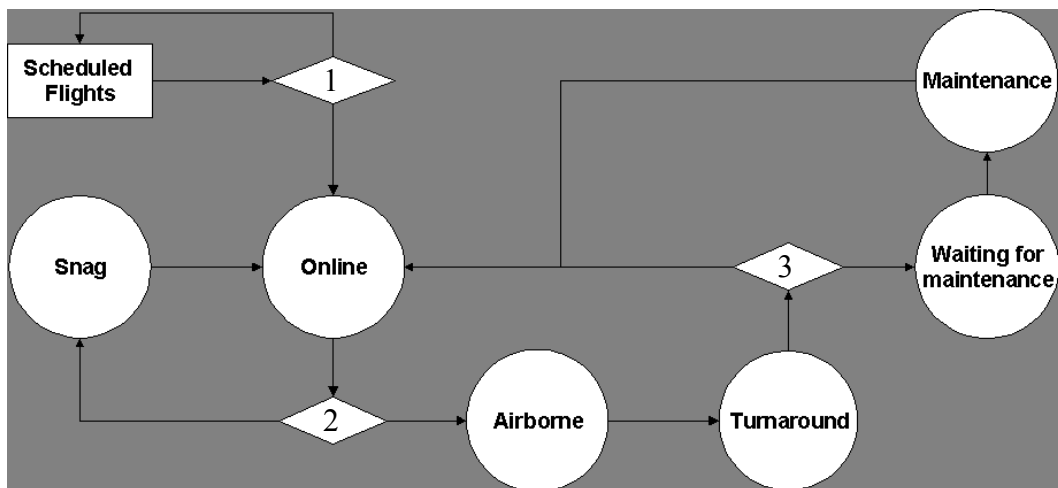 Scheduled
Flights
1
Maintenance
Snag
Online
3
Waiting for
maintenance
2
Airborne
Turnaround